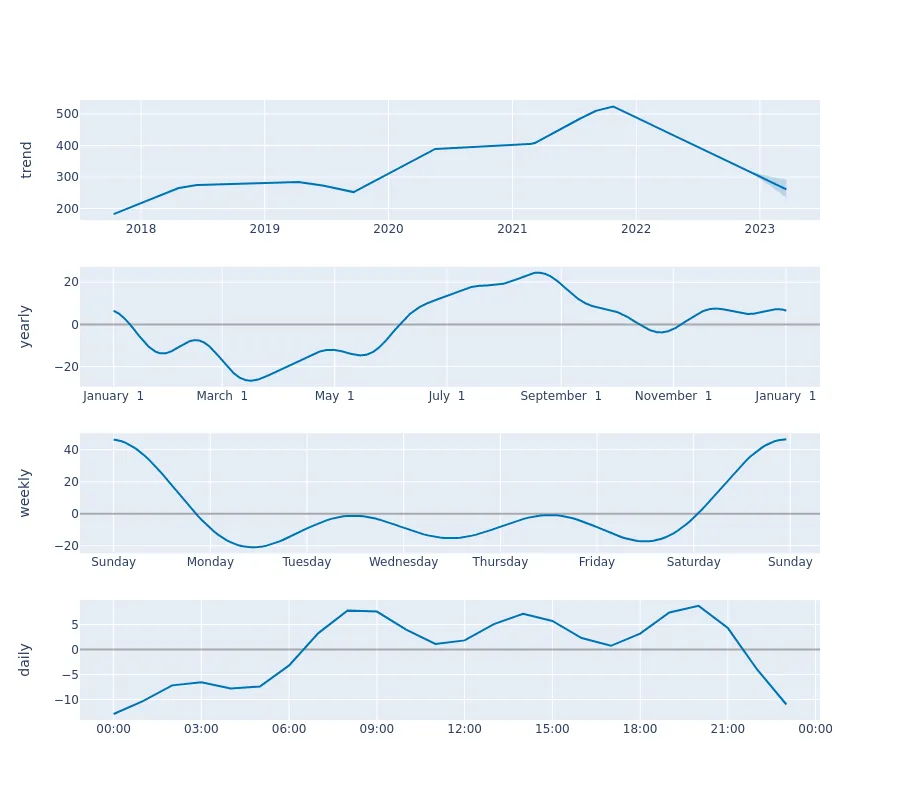 trend
500
400
300
200
2018 2019 2020 2021 2022 2023
yearly
20
0
−20
January 1 March 1 May 1 July 1 September 1 November 1 January 1
weekly
40
20
0
−20
Sunday Monday Tuesday Wednesday Thursday Friday Saturday Sunday
daily
5
0
−5
−10
00:00 03:00 06:00 09:00 12:00 15:00 18:00 21:00 00:00